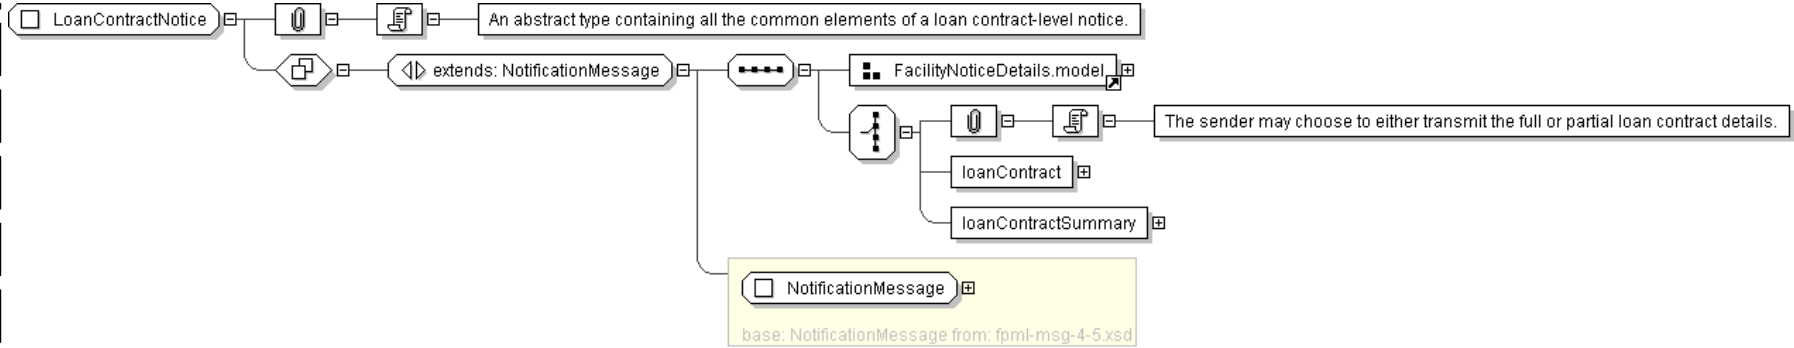 LoanContractNotice
An abstract type containing all the common elements of a loan contract-level notice.
extends: NotificationMessage
FacilityNoticeDetails.model
The sender may choose to either transmit the full or partial loan contract details.
loanContract
loanContractSummary
NotificationMessage
base: NotificationMessage from: fpml-msg-4-5.xsd